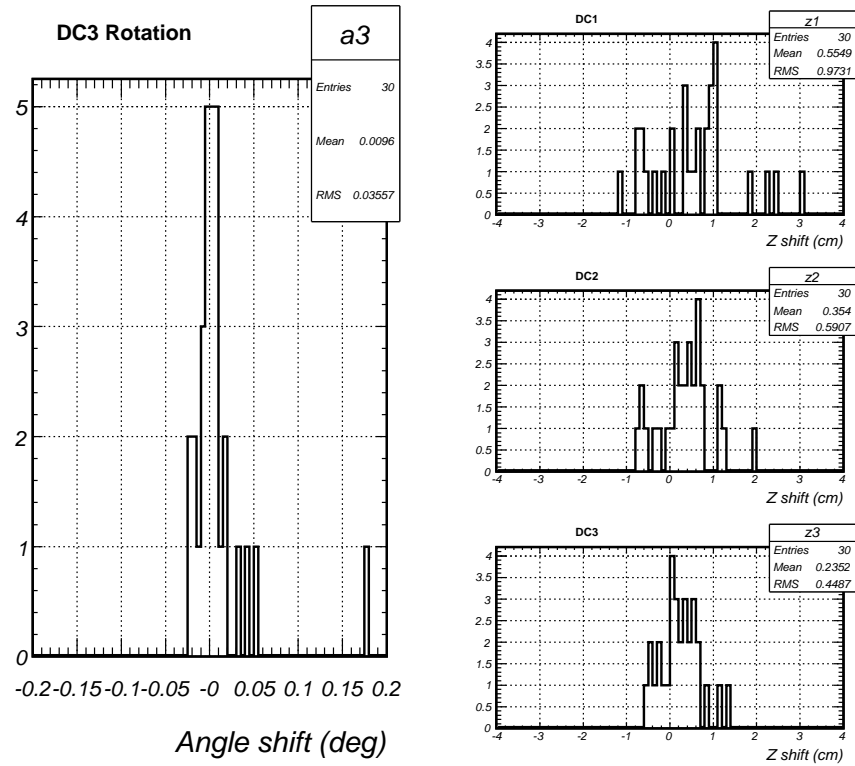 DC3 Rotation
a3
Entries 30
Mean 0.0096
RMS 0.03557
5
4
3
2
1
0
-0.2 -0.15 -0.1 -0.05 -0 0.05 0.1 0.15 0.2
Angle shift (deg)
DC1
z1
Entries 30
Mean 0.5549
RMS 0.9731
4
3.5
3
2.5
2
1.5
1
0.5
0
-4 -3 -2 -1 0 1 2 3 4
Z shift (cm)
DC2
z2
Entries 30
Mean 0.354
RMS 0.5907
4
3.5
3
2.5
2
1.5
1
0.5
0
-4 -3 -2 -1 0 1 2 3 4
Z shift (cm)
DC3
z3
Entries 30
Mean 0.2352
RMS 0.4487
4
3.5
3
2.5
2
1.5
1
0.5
0
-4 -3 -2 -1 0 1 2 3 4
Z shift (cm)